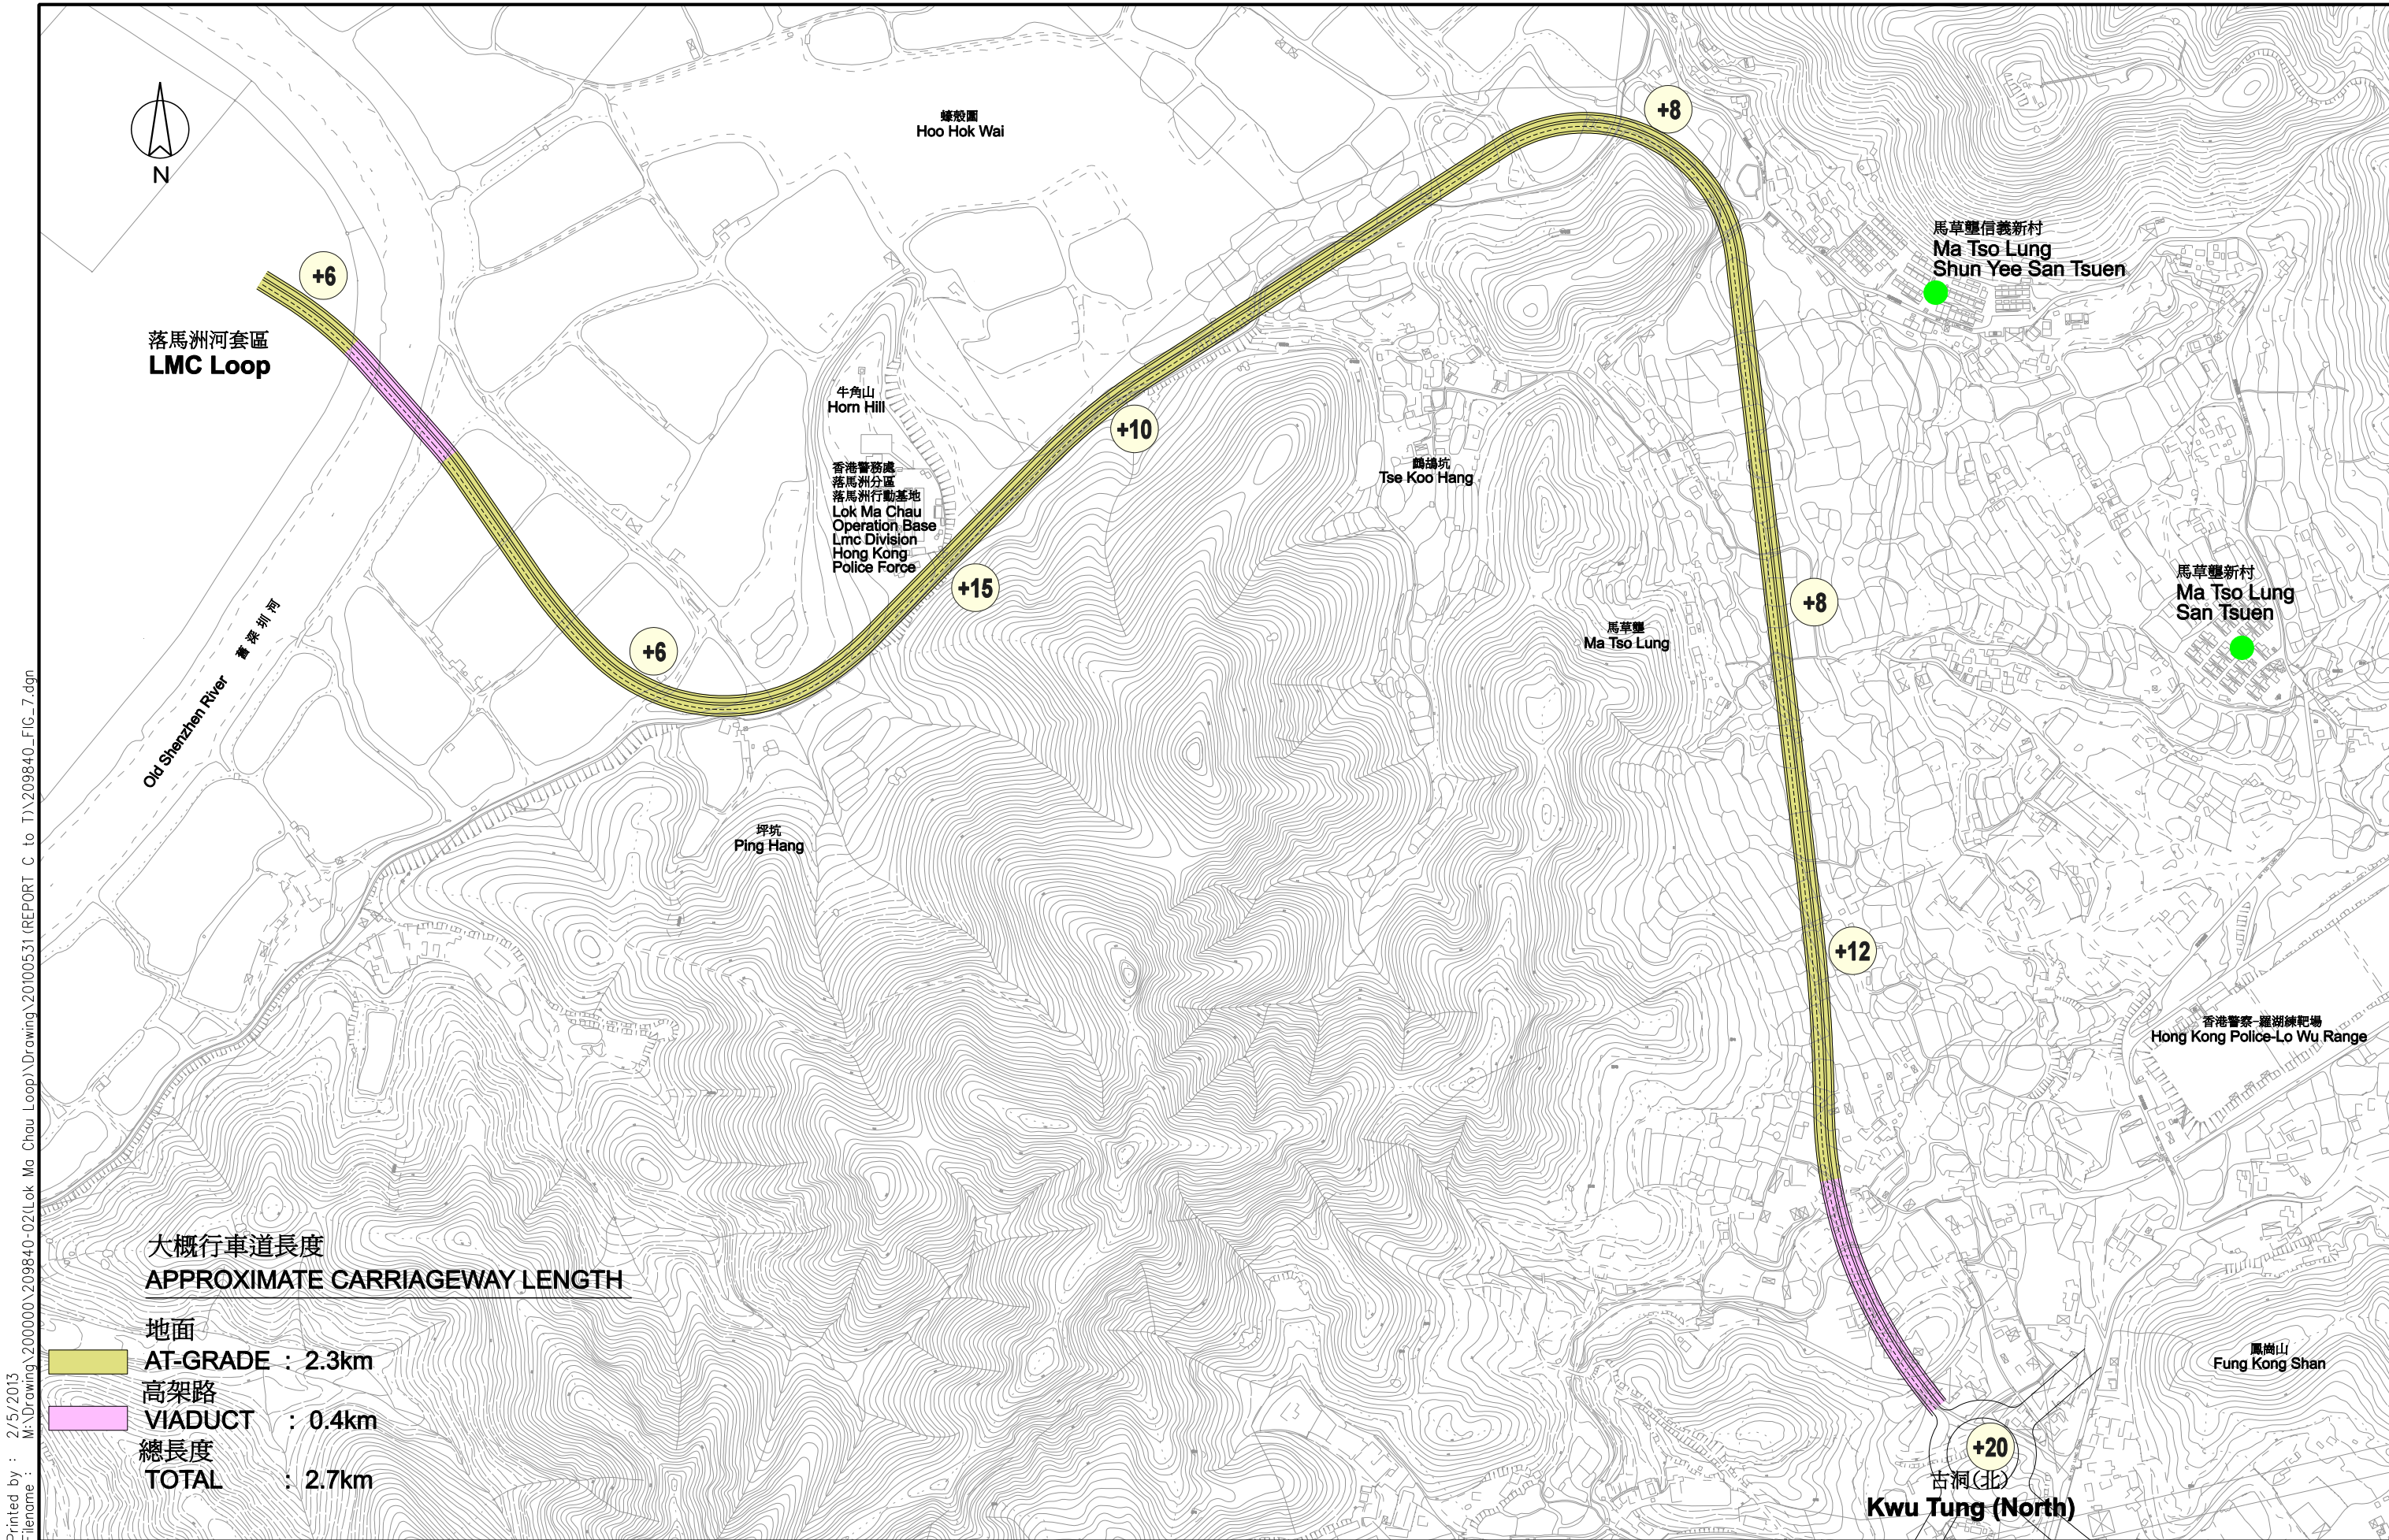 N
蠔殼圍
Hoo Hok Wai
+8
+6
落馬洲河套區
LMC Loop
馬草壟信義新村
Ma Tso Lung
Shun Yee San Tsuen
牛角山
Horn Hill
+10
香港警務處
落馬洲分區
落馬洲行動基地
Lok Ma Chau
Operation Base
Lmc Division
Hong Kong
Police Force
鷓鴣坑
Tse Koo Hang
+15
+8
馬草壟新村
Ma Tso Lung
San Tsuen
馬草壟
Ma Tso Lung
+6
舊深圳河
Old Shenzhen River
坪坑
Ping Hang
+12
香港警察-羅湖練靶場
Hong Kong Police-Lo Wu Range
大概行車道長度
APPROXIMATE CARRIAGEWAY LENGTH
地面
AT-GRADE : 2.3km
高架路
VIADUCT : 0.4km
總長度
TOTAL : 2.7km
鳳崗山
Fung Kong Shan
+20
古洞(北)
Kwu Tung (North)
Printed by : 2/5/2013
Filename : M:\Drawing\200000\209840-02(Lok Ma Chau Loop)\Drawing\20100531(REPORT C to T)\209840_FIG_7.dgn